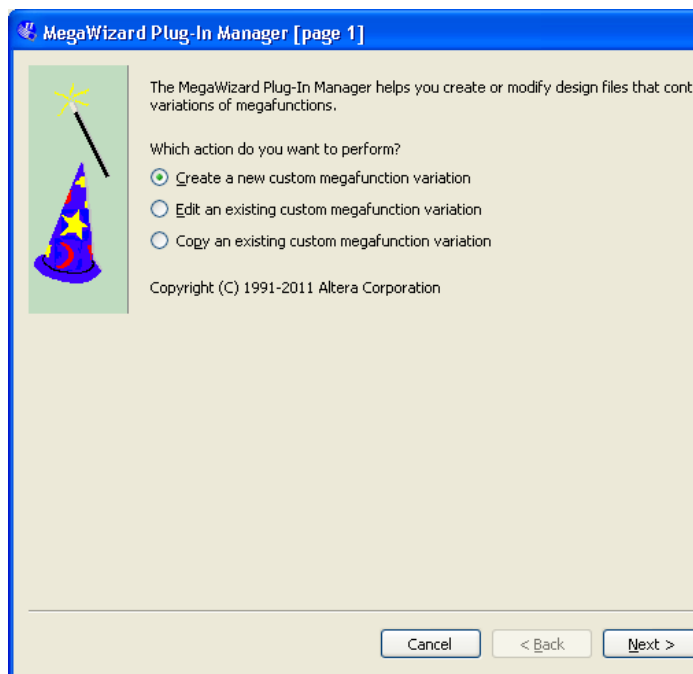 MegaWizard Plug-In Manager [page 1]
The MegaWizard Plug-In Manager helps you create or modify design files that cont
variations of megafunctions.
Which action do you want to perform?
Create a new custom megafunction variation
Edit an existing custom megafunction variation
Copy an existing custom megafunction variation
Copyright (C) 1991-2011 Altera Corporation
Cancel
< Back
Next >